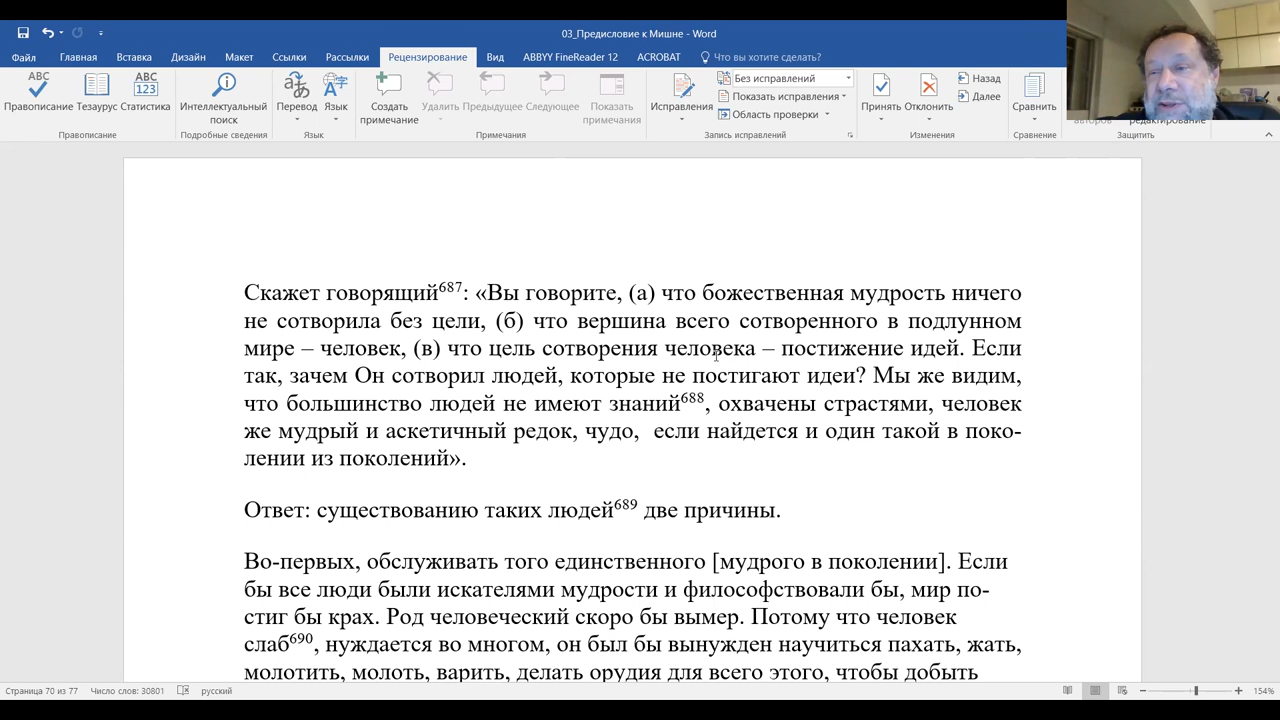 03_Предисловие к Мишне - Word
Файл Главная Вставка Дизайн Макет Ссылки Рассылки Рецензирование Вид ABBYY FineReader 12 ACROBAT Что вы хотите сделать?
ABC ABC 123
Правописание Тезаурус Статистика Интеллектуальный поиск Перевод Язык Создать примечание Удалить Предыдущее Следующее Показать примечания Исправления Без исправлений Показать исправления Область проверки Принять Отклонить Назад Далее Сравнить авторов редактирование
Правописание Подробные сведения Язык Примечания Запись исправлений Изменения Сравнение Защитить
Скажет говорящий687: «Вы говорите, (а) что божественная мудрость ничего
не сотворила без цели, (б) что вершина всего сотворенного в подлунном
мире – человек, (в) что цель сотворения человека – постижение идей. Если
так, зачем Он сотворил людей, которые не постигают идеи? Мы же видим,
что большинство людей не имеют знаний688, охвачены страстями, человек
же мудрый и аскетичный редок, чудо, если найдется и один такой в поко-
лении из поколений».
Ответ: существованию таких людей689 две причины.
Во-первых, обслуживать того единственного [мудрого в поколении]. Если
бы все люди были искателями мудрости и философствовали бы, мир по-
стиг бы крах. Род человеческий скоро бы вымер. Потому что человек
слаб690, нуждается во многом, он был бы вынужден научиться пахать, жать,
молотить, молоть, варить, делать орудия для всего этого, чтобы добыть
Страница 70 из 77 Число слов: 30801 русский 154%